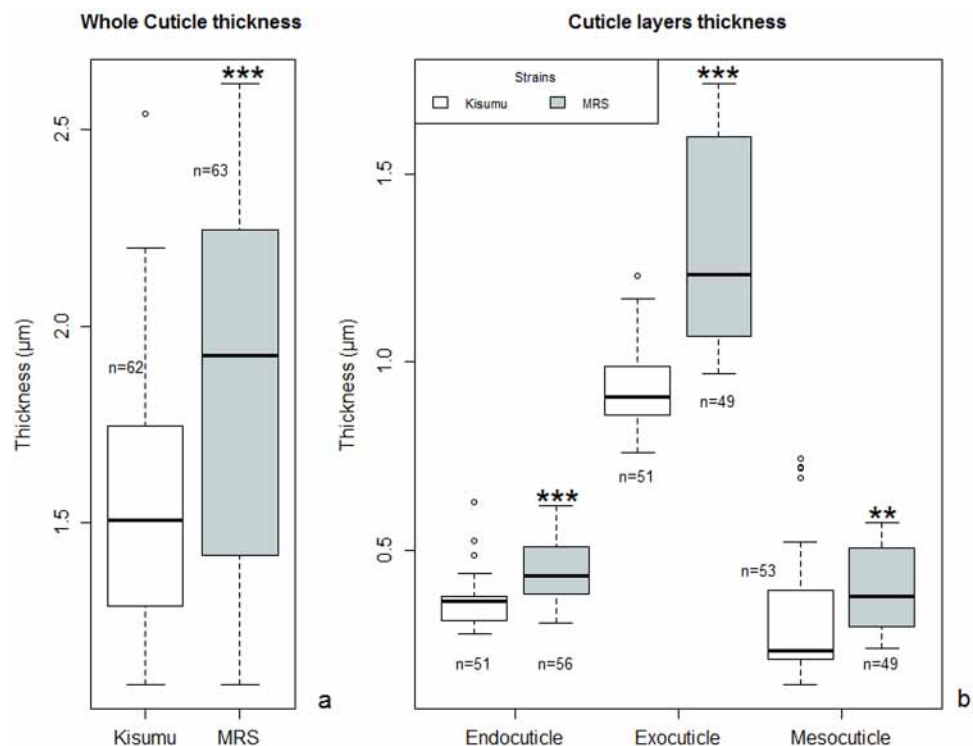 Whole Cuticle thickness
Cuticle layers thickness
Thickness (µm)
2.5
2.0
1.5
***
n=63
n=62
Kisumu
MRS
a
Thickness (µm)
1.5
1.0
0.5
Strains
Kisumu
MRS
***
***
**
n=51
n=56
n=51
n=49
n=53
n=49
Endocuticle
Exocuticle
Mesocuticle
b